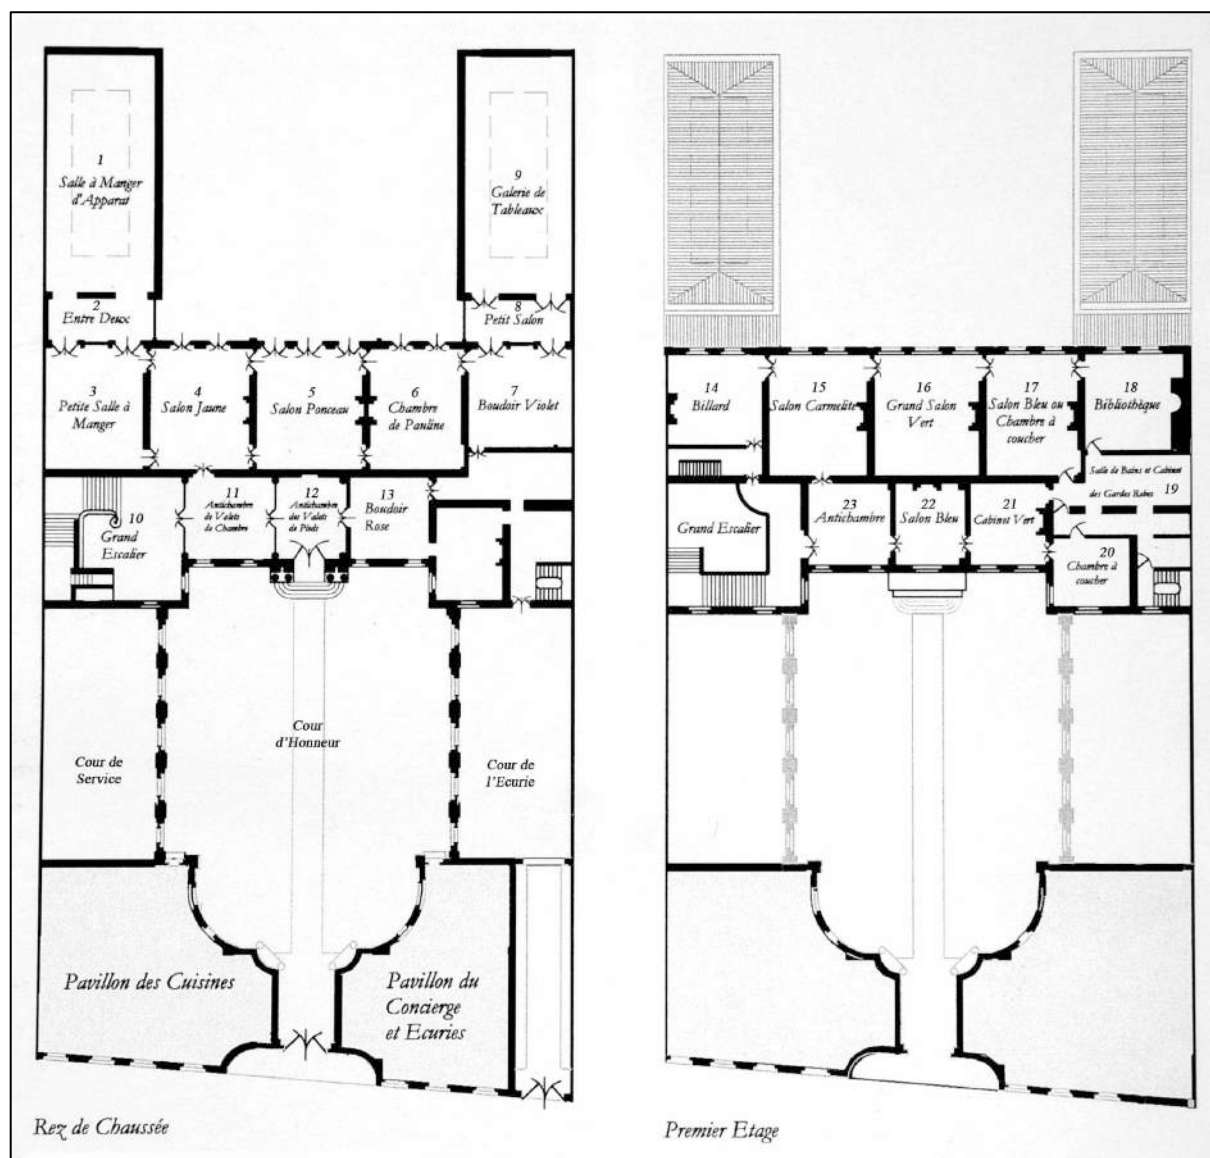 1
Salle à Manger
d'Apparat
2
Entre Deux
3
Petite Salle à
Manger
4
Salon Jaune
5
Salon Ponceau
6
Chambre
de Pauline
7
Boudoir Violet
8
Petit Salon
9
Galerie de
Tableaux
10
Grand
Escalier
11
Antichambre
de Valets
de Chambre
12
Antichambre
des Valets
de Pieds
13
Boudoir
Rose
Cour
d'Honneur
Cour de
Service
Cour de
l'Ecurie
Pavillon des Cuisines
Pavillon du
Concierge
et Ecuries
Rez de Chaussée
14
Billard
15
Salon Carmelite
16
Grand Salon
Vert
17
Salon Bleu ou
Chambre à
coucher
18
Bibliothèque
Salle de Bains et Cabinet
des Gardes Robes 19
20
Chambre à
coucher
21
Cabinet Vert
22
Salon Bleu
23
Antichambre
Grand Escalier
Premier Etage